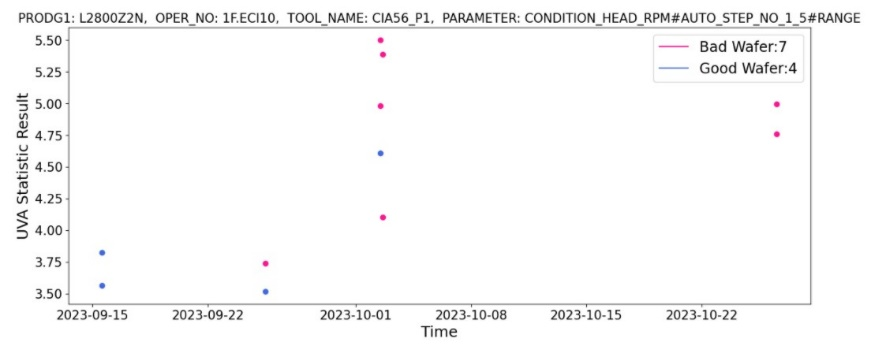 PRODG1: L2800Z2N, OPER_NO: 1F.ECI10, TOOL_NAME: CIA56_P1, PARAMETER: CONDITION_HEAD_RPM#AUTO_STEP_NO_1_5#RANGE
Bad Wafer:7
Good Wafer:4
UVA Statistic Result
5.50
5.25
5.00
4.75
4.50
4.25
4.00
3.75
3.50
2023-09-15 2023-09-22 2023-10-01 2023-10-08 2023-10-15 2023-10-22
Time